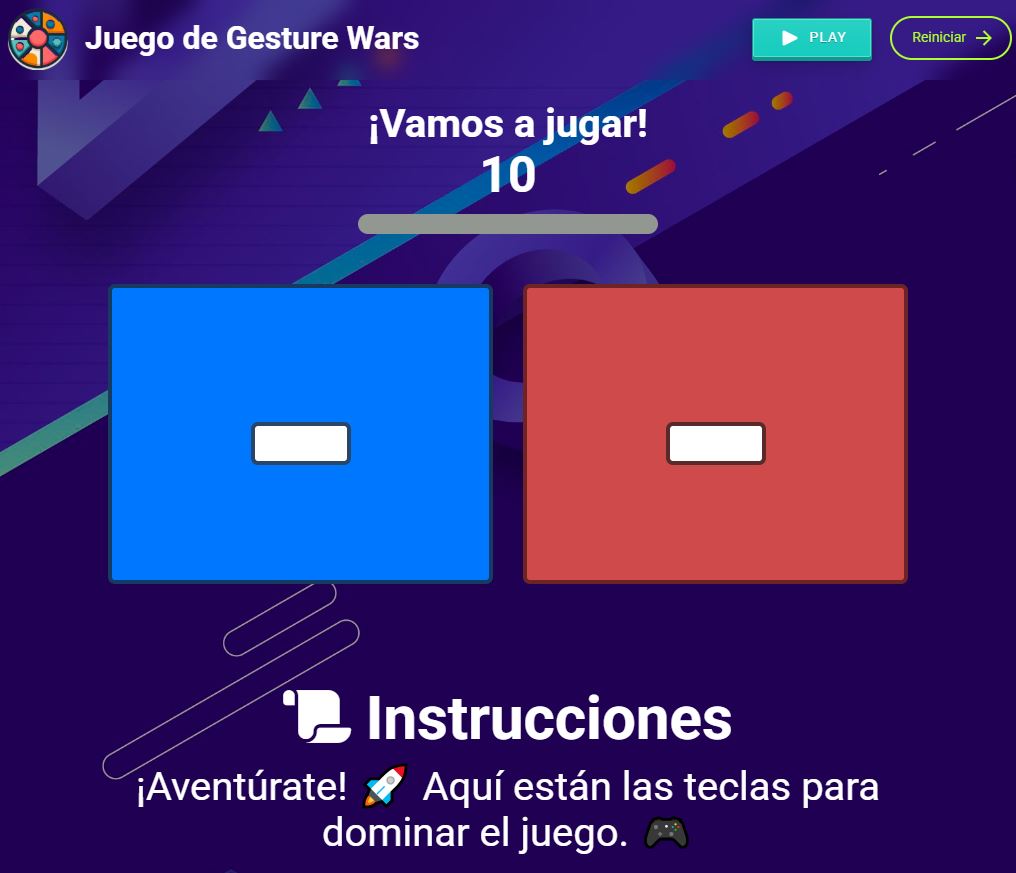 Juego de Gesture Wars
PLAY
Reiniciar
¡Vamos a jugar!
10
Instrucciones
¡Aventúrate! 🚀 Aquí están las teclas para
dominar el juego. 🎮